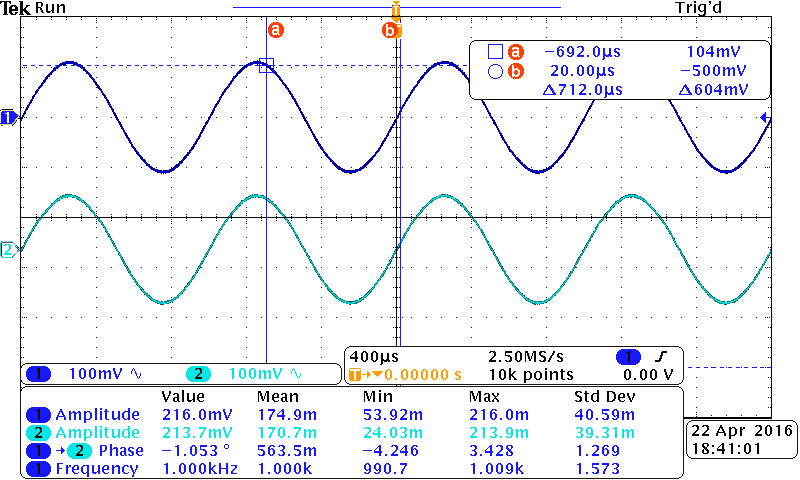 Tek Run Trig'd
T
a b
a −692.0µs 104mV
b 20.00µs −500mV
Δ712.0µs Δ604mV
1
2
1 100mV 2 100mV
400µs 2.50MS/s 1
T→▼0.00000 s 10k points 0.00 V
Value Mean Min Max Std Dev
1 Amplitude 216.0mV 174.9m 53.92m 216.0m 40.59m
2 Amplitude 213.7mV 170.7m 24.03m 213.9m 39.31m
1 → 2 Phase −1.053 ° 563.5m −4.246 3.428 1.269
1 Frequency 1.000kHz 1.000k 990.7 1.009k 1.573
22 Apr 2016
18:41:01